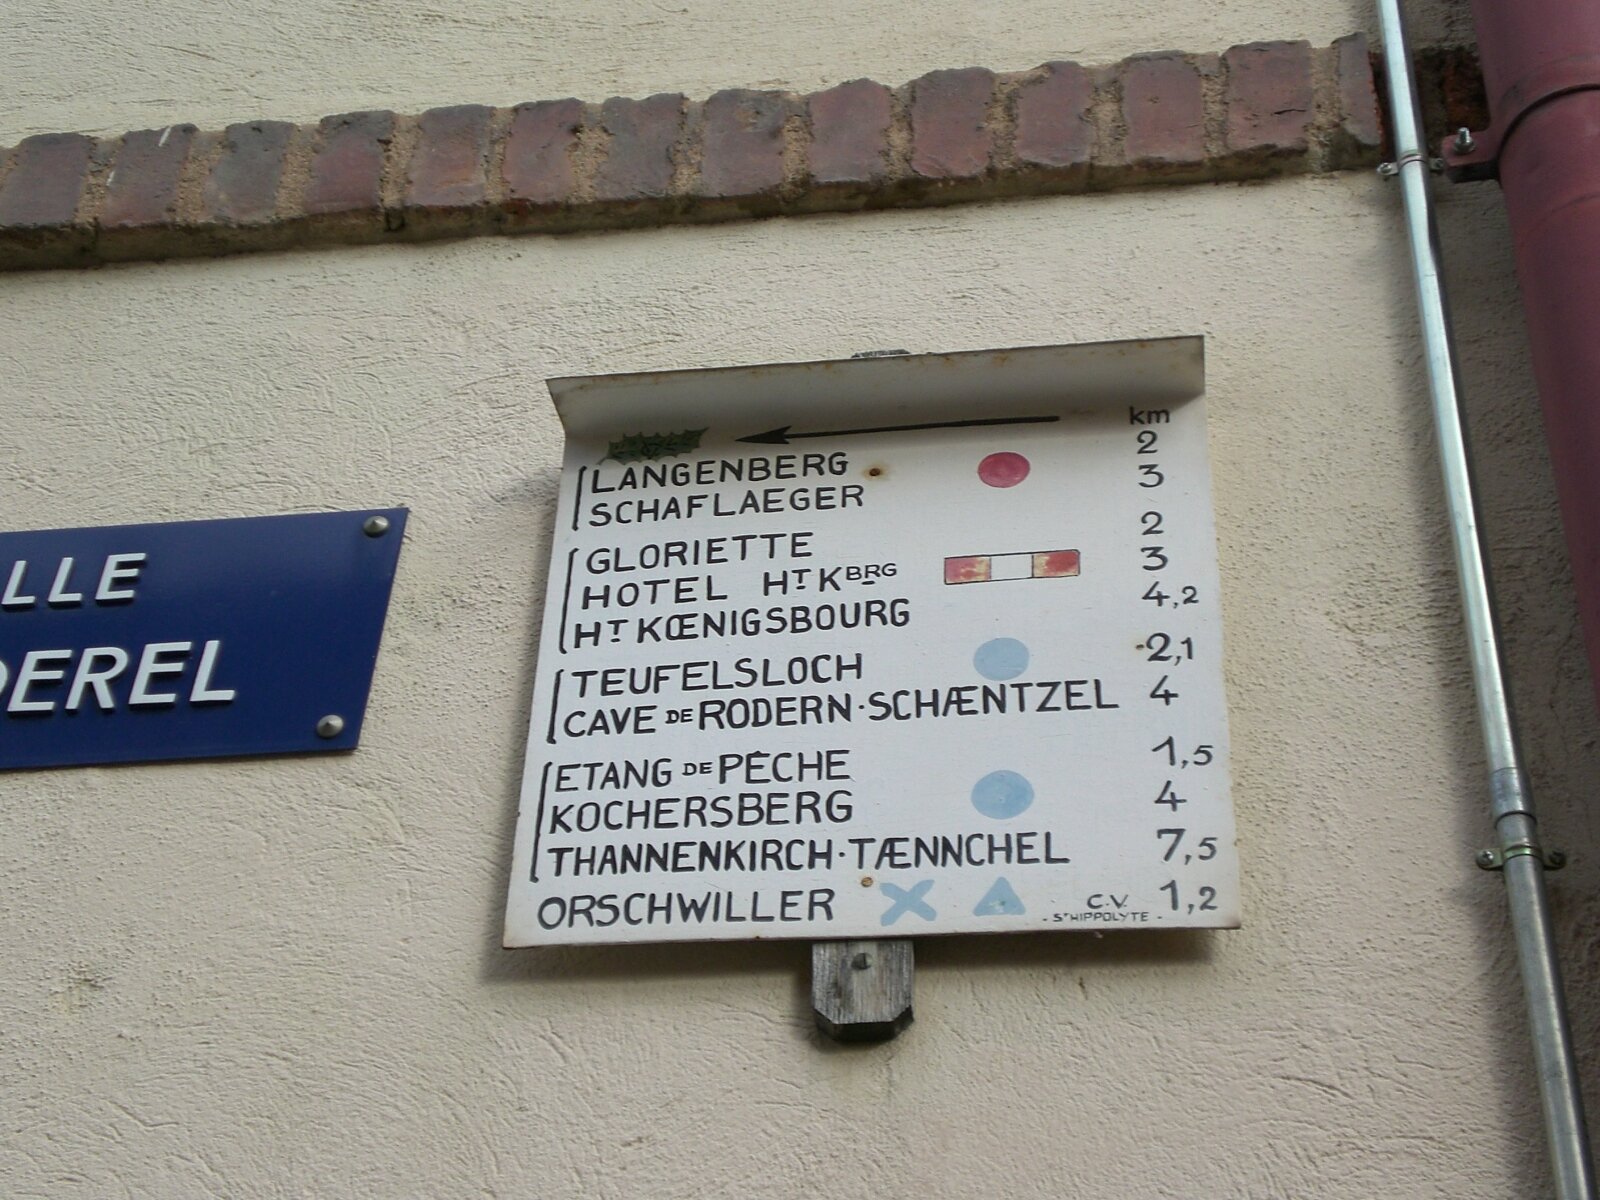 LLE
DEREL
km
LANGENBERG 2
SCHAFLAEGER 3
GLORIETTE 2
HOTEL HT KBRG 3
HT KŒNIGSBOURG 4,2
TEUFELSLOCH 2,1
CAVE DE RODERN·SCHÆNTZEL 4
ETANG DE PÊCHE 1,5
KOCHERSBERG 4
THANNENKIRCH·TÆNNCHEL 7,5
ORSCHWILLER 1,2
C.V.
- ST HIPPOLYTE -